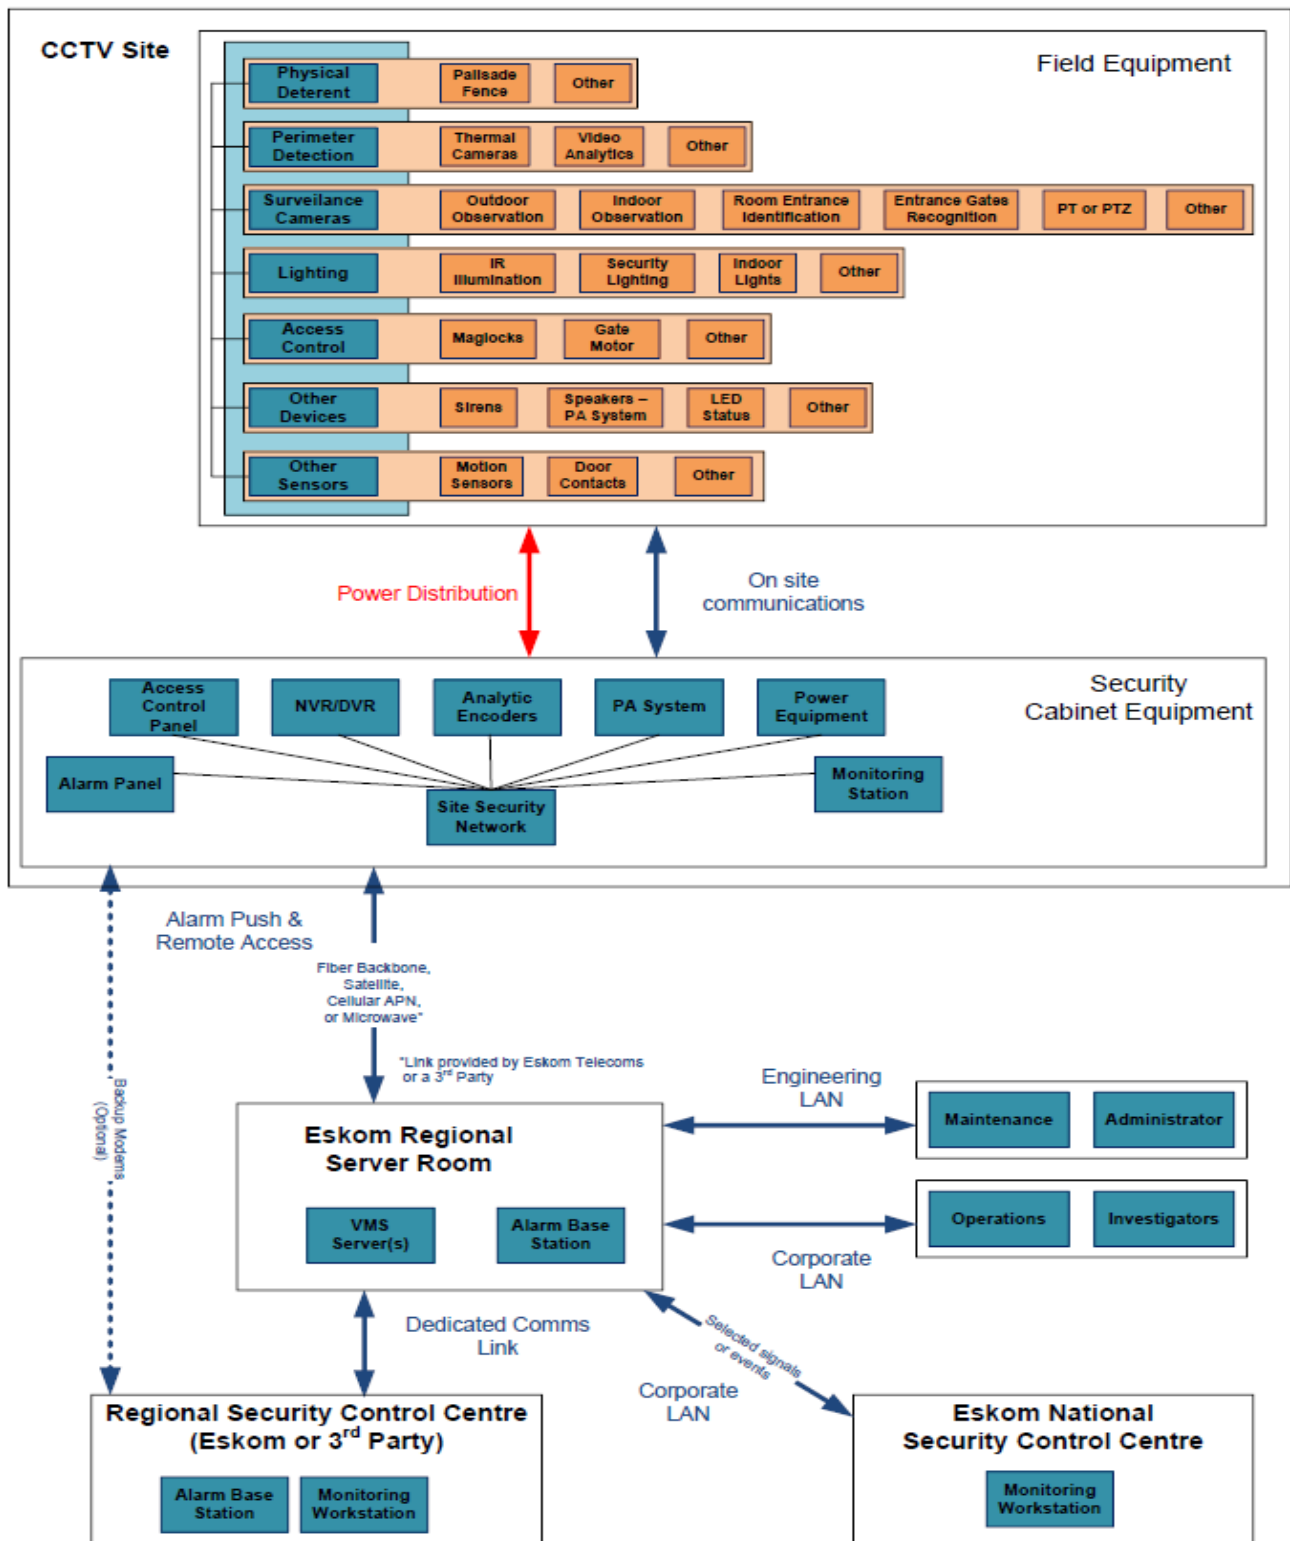 CCTV Site
Field Equipment
Physical
Deterent
Palisade
Fence
Other
Perimeter
Detection
Thermal
Cameras
Video
Analytics
Other
Surveilance
Cameras
Outdoor
Observation
Indoor
Observation
Room Entrance
Identification
Entrance Gates
Recognition
PT or PTZ
Other
Lighting
IR
Illumination
Security
Lighting
Indoor
Lights
Other
Access
Control
Maglocks
Gate
Motor
Other
Other
Devices
Sirens
Speakers –
PA System
LED
Status
Other
Other
Sensors
Motion
Sensors
Door
Contacts
Other
Power Distribution
On site
communications
Security
Cabinet Equipment
Access
Control
Panel
NVR/DVR
Analytic
Encoders
PA System
Power
Equipment
Alarm Panel
Site Security
Network
Monitoring
Station
Alarm Push &
Remote Access
Fiber Backbone,
Satellite,
Cellular APN,
or Microwave*
*Link provided by Eskom Telecoms
or a 3rd Party
Backup Modems
(Optional)
Engineering
LAN
Maintenance
Administrator
Eskom Regional
Server Room
VMS
Server(s)
Alarm Base
Station
Operations
Investigators
Corporate
LAN
Dedicated Comms
Link
Selected signals
or events
Corporate
LAN
Regional Security Control Centre
(Eskom or 3rd Party)
Alarm Base
Station
Monitoring
Workstation
Eskom National
Security Control Centre
Monitoring
Workstation